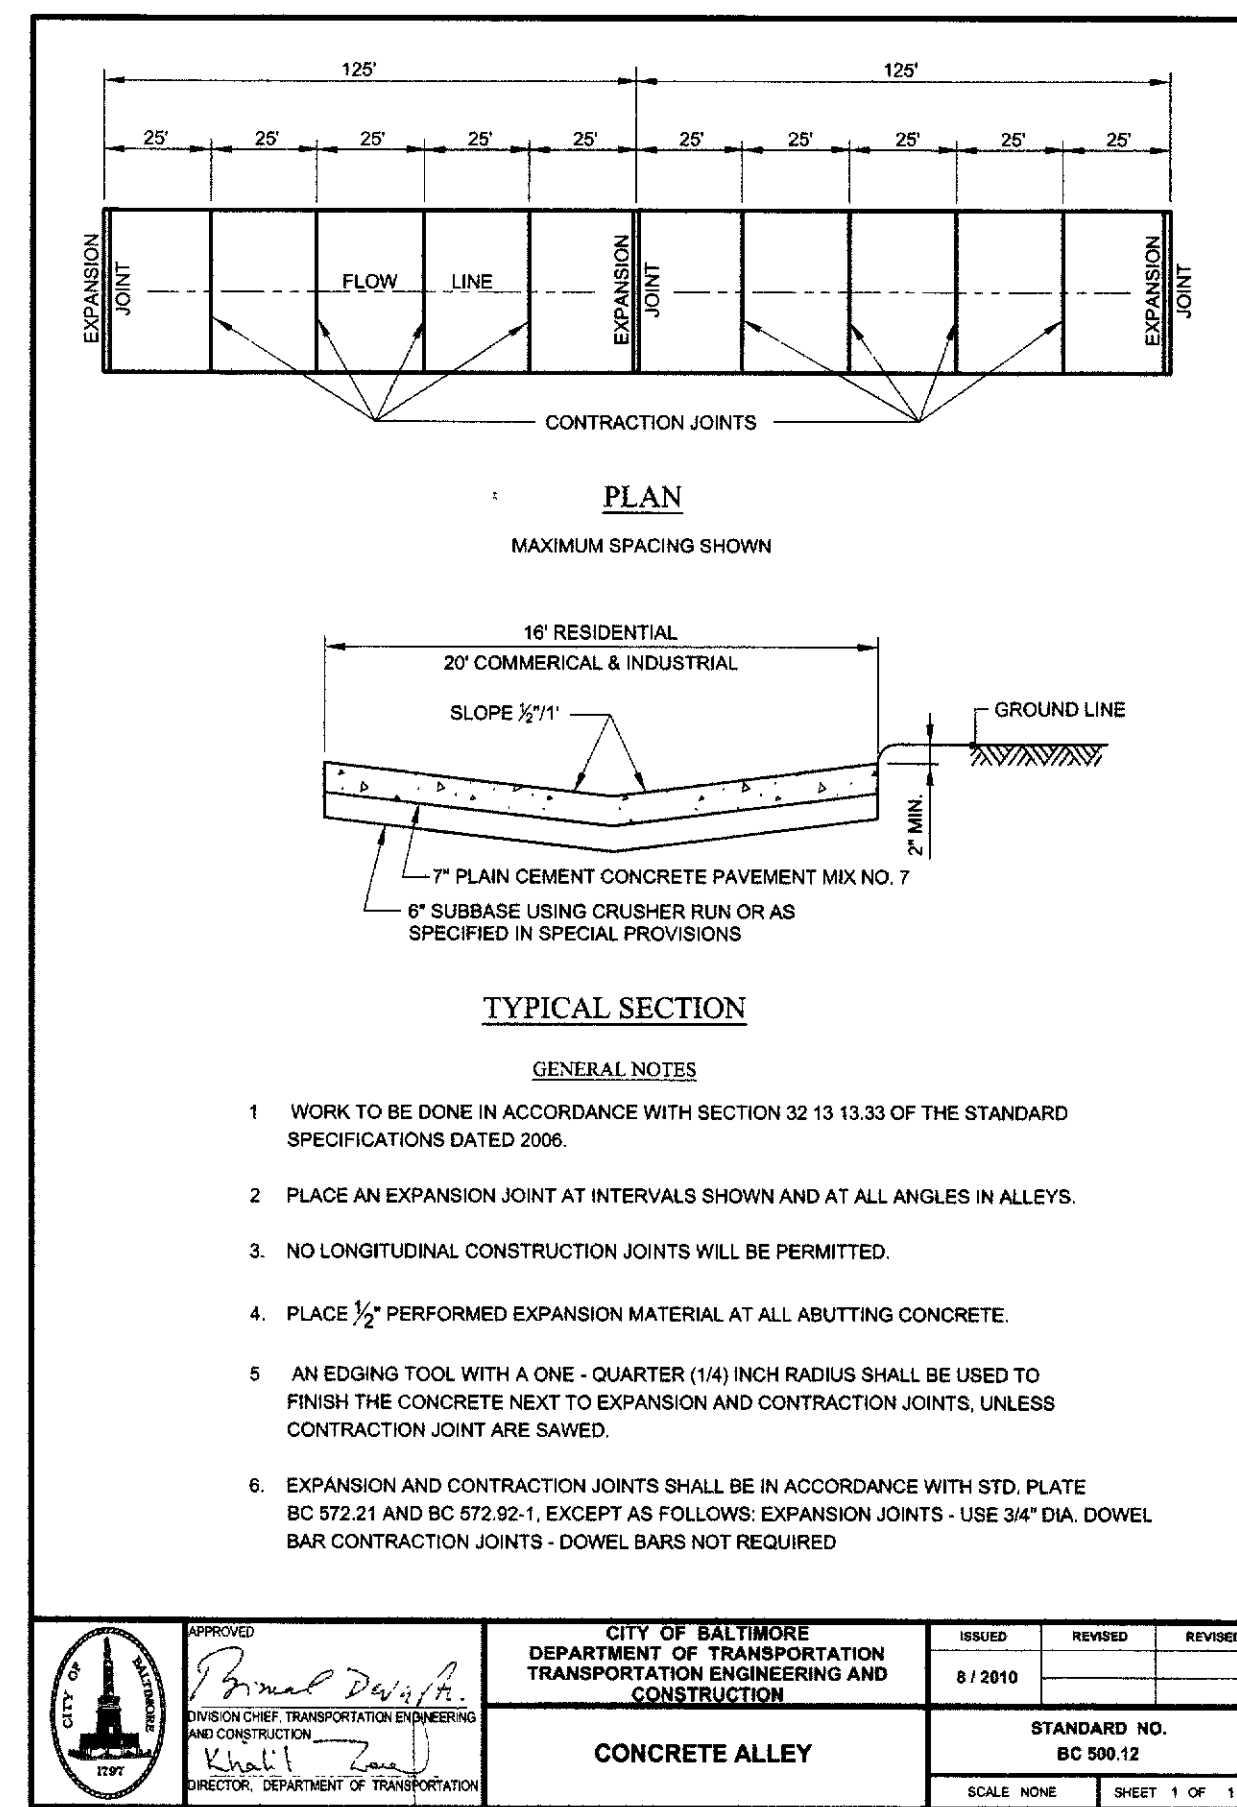 125' 125'
25' 25' 25' 25' 25' 25' 25' 25' 25' 25'
EXPANSION
JOINT
FLOW LINE
EXPANSION
JOINT
EXPANSION
JOINT
CONTRACTION JOINTS
PLAN
MAXIMUM SPACING SHOWN
16' RESIDENTIAL
20' COMMERICAL & INDUSTRIAL
SLOPE ½"/1'
GROUND LINE
2" MIN.
7" PLAIN CEMENT CONCRETE PAVEMENT MIX NO. 7
6" SUBBASE USING CRUSHER RUN OR AS
SPECIFIED IN SPECIAL PROVISIONS
TYPICAL SECTION
GENERAL NOTES
1 WORK TO BE DONE IN ACCORDANCE WITH SECTION 32 13 13.33 OF THE STANDARD
SPECIFICATIONS DATED 2006.
2 PLACE AN EXPANSION JOINT AT INTERVALS SHOWN AND AT ALL ANGLES IN ALLEYS.
3. NO LONGITUDINAL CONSTRUCTION JOINTS WILL BE PERMITTED.
4. PLACE ½" PERFORMED EXPANSION MATERIAL AT ALL ABUTTING CONCRETE.
5 AN EDGING TOOL WITH A ONE - QUARTER (1/4) INCH RADIUS SHALL BE USED TO
FINISH THE CONCRETE NEXT TO EXPANSION AND CONTRACTION JOINTS, UNLESS
CONTRACTION JOINT ARE SAWED.
6. EXPANSION AND CONTRACTION JOINTS SHALL BE IN ACCORDANCE WITH STD. PLATE
BC 572.21 AND BC 572.92-1, EXCEPT AS FOLLOWS: EXPANSION JOINTS - USE 3/4" DIA. DOWEL
BAR CONTRACTION JOINTS - DOWEL BARS NOT REQUIRED
CITY OF BALTIMORE
1797
APPROVED
DIVISION CHIEF, TRANSPORTATION ENGINEERING
AND CONSTRUCTION
Khalil
DIRECTOR, DEPARTMENT OF TRANSPORTATION
CITY OF BALTIMORE
DEPARTMENT OF TRANSPORTATION
TRANSPORTATION ENGINEERING AND
CONSTRUCTION
CONCRETE ALLEY
ISSUED REVISED REVISED
8 / 2010
STANDARD NO.
BC 500.12
SCALE NONE SHEET 1 OF 1